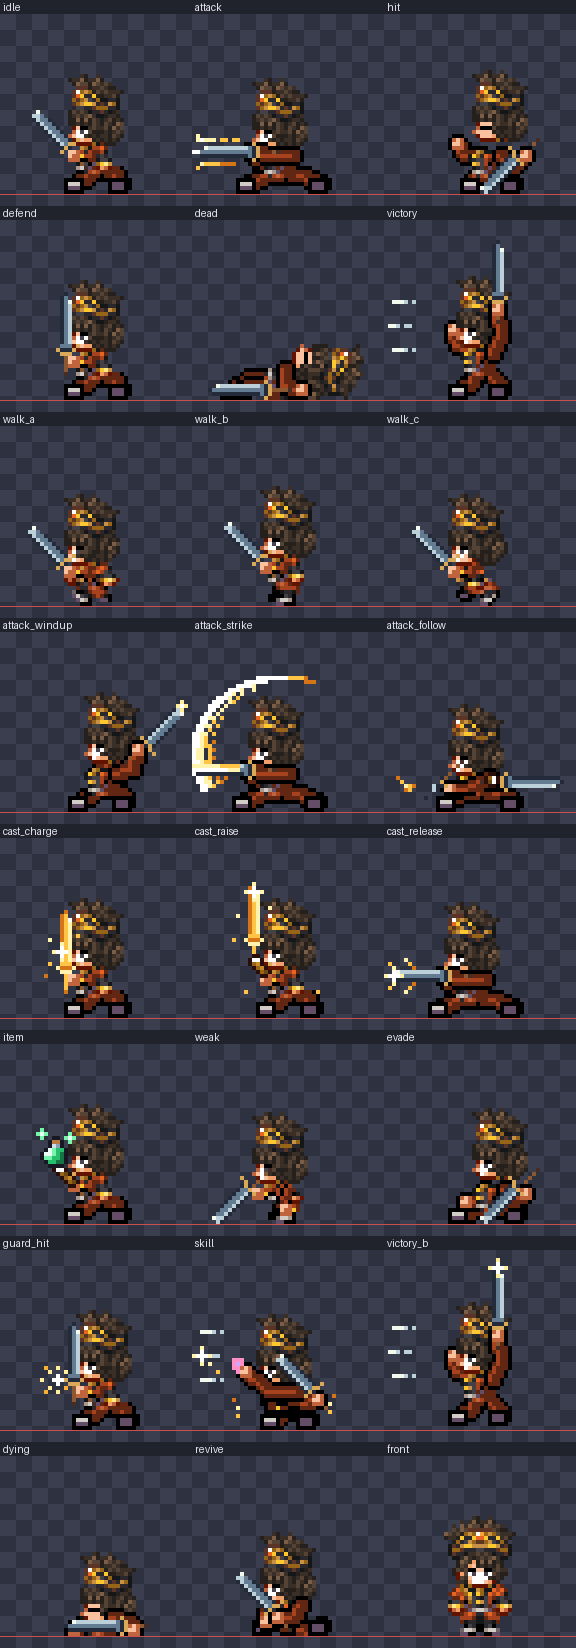 idle attack hit
defend dead victory
walk_a walk_b walk_c
attack_windup attack_strike attack_follow
cast_charge cast_raise cast_release
item weak evade
guard_hit skill victory_b
dying revive front